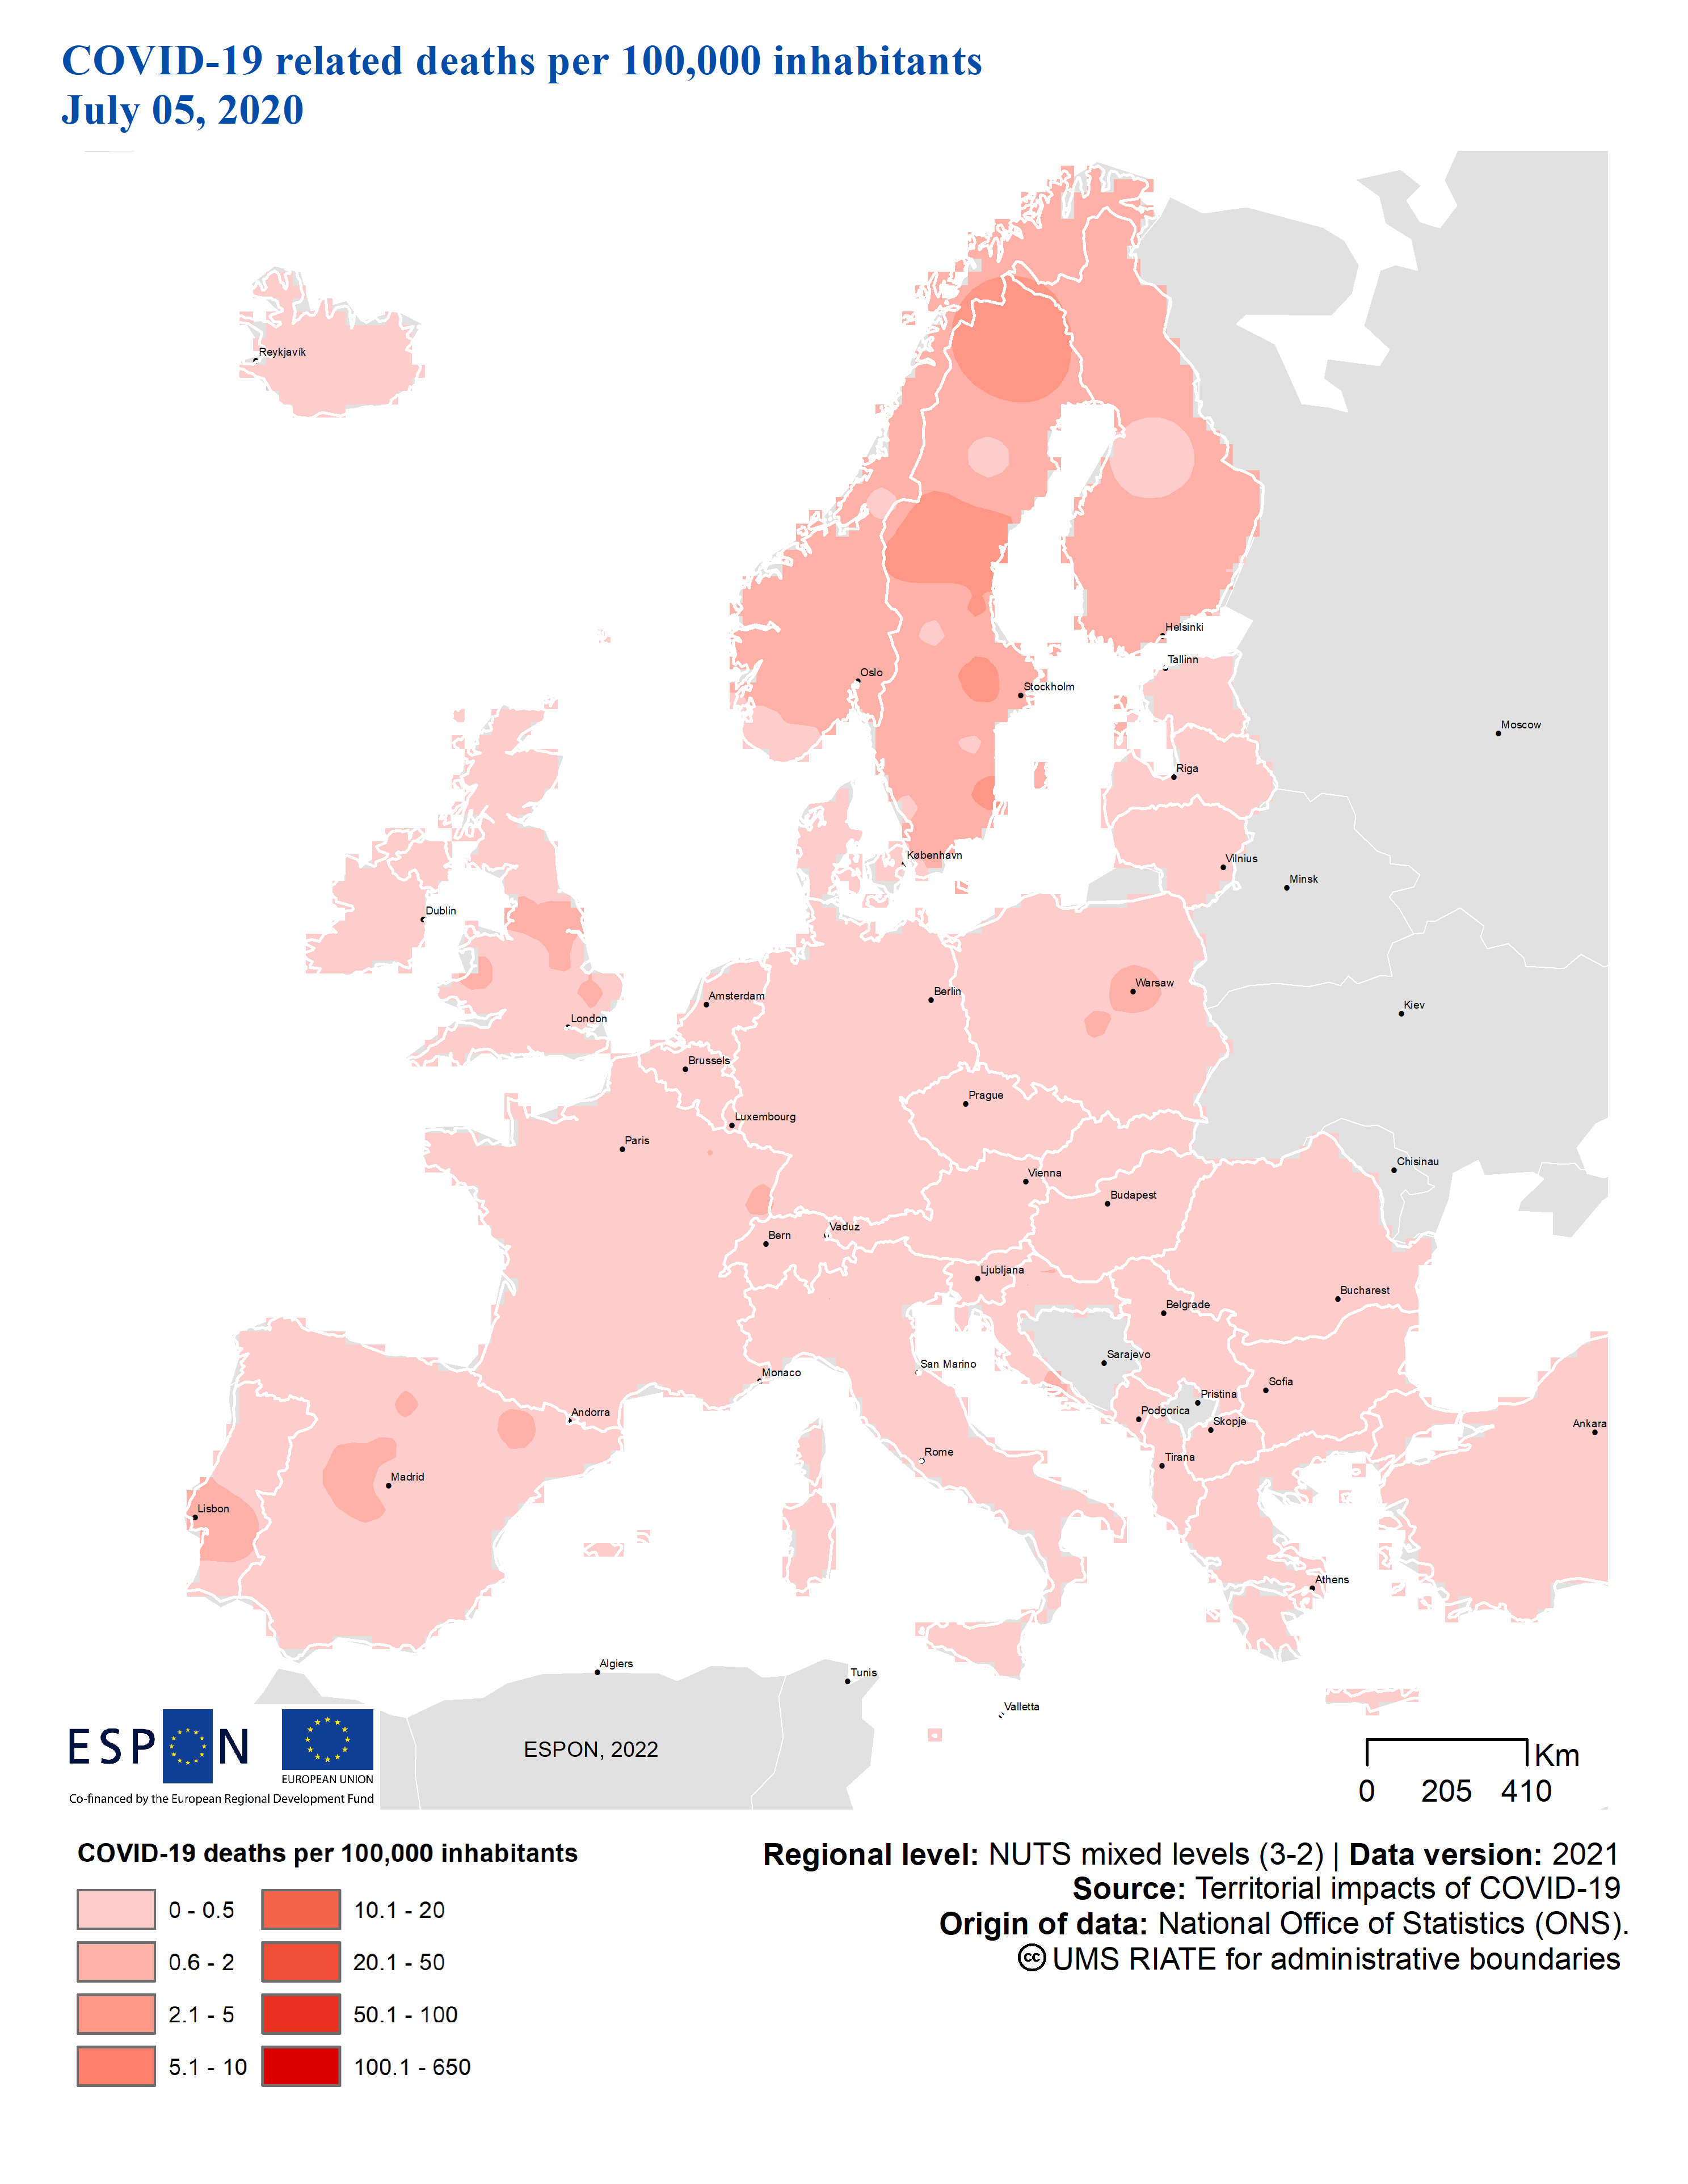 COVID-19 related deaths per 100,000 inhabitants
July 05, 2020
Reykjavík
Helsinki
Tallinn
Oslo
Stockholm
Moscow
Riga
København
Vilnius
Minsk
Dublin
Amsterdam
Berlin
Warsaw
Kiev
London
Brussels
Prague
Luxembourg
Paris
Chisinau
Vienna
Budapest
Vaduz
Bern
Ljubljana
Bucharest
Belgrade
Sarajevo
San Marino
Monaco
Sofia
Pristina
Andorra
Podgorica
Skopje
Ankara
Rome
Tirana
Madrid
Lisbon
Athens
Algiers
Tunis
Valletta
ESPON
EUROPEAN UNION
Co-financed by the European Regional Development Fund
ESPON, 2022
Km
0 205 410
COVID-19 deaths per 100,000 inhabitants
0 - 0.5
0.6 - 2
2.1 - 5
5.1 - 10
10.1 - 20
20.1 - 50
50.1 - 100
100.1 - 650
Regional level: NUTS mixed levels (3-2) | Data version: 2021
Source: Territorial impacts of COVID-19
Origin of data: National Office of Statistics (ONS).
cc UMS RIATE for administrative boundaries